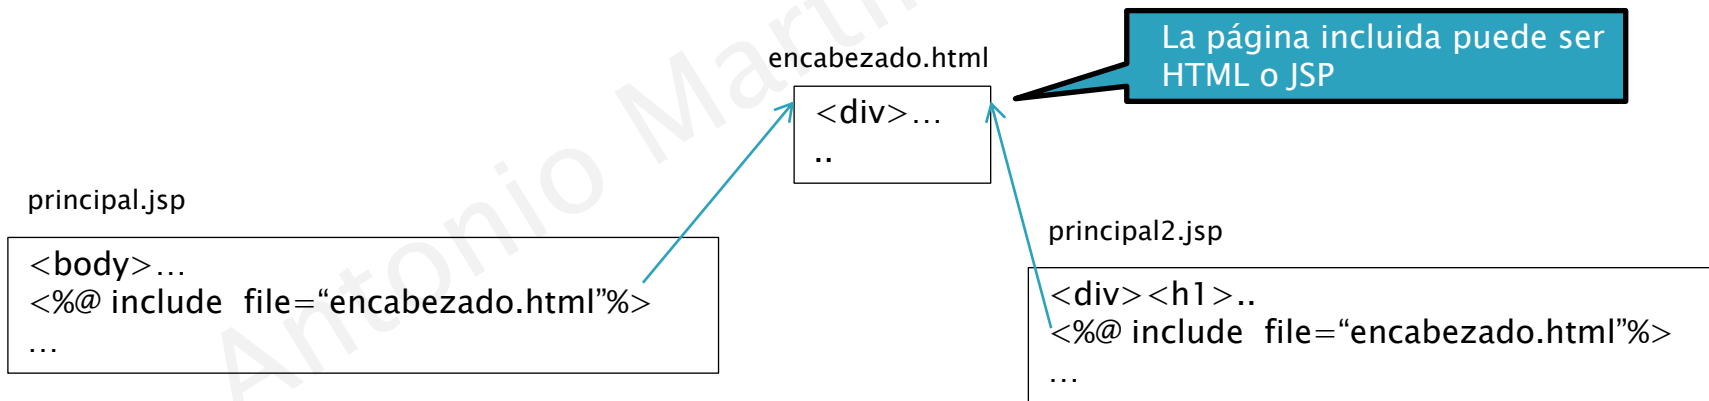 encabezado.html
La página incluida puede ser
HTML o JSP
<div>…
..
principal.jsp
<body>…
<%@ include  file=“encabezado.html”%>
…
principal2.jsp
<div><h1>..
<%@ include  file=“encabezado.html”%>
…
Antonio